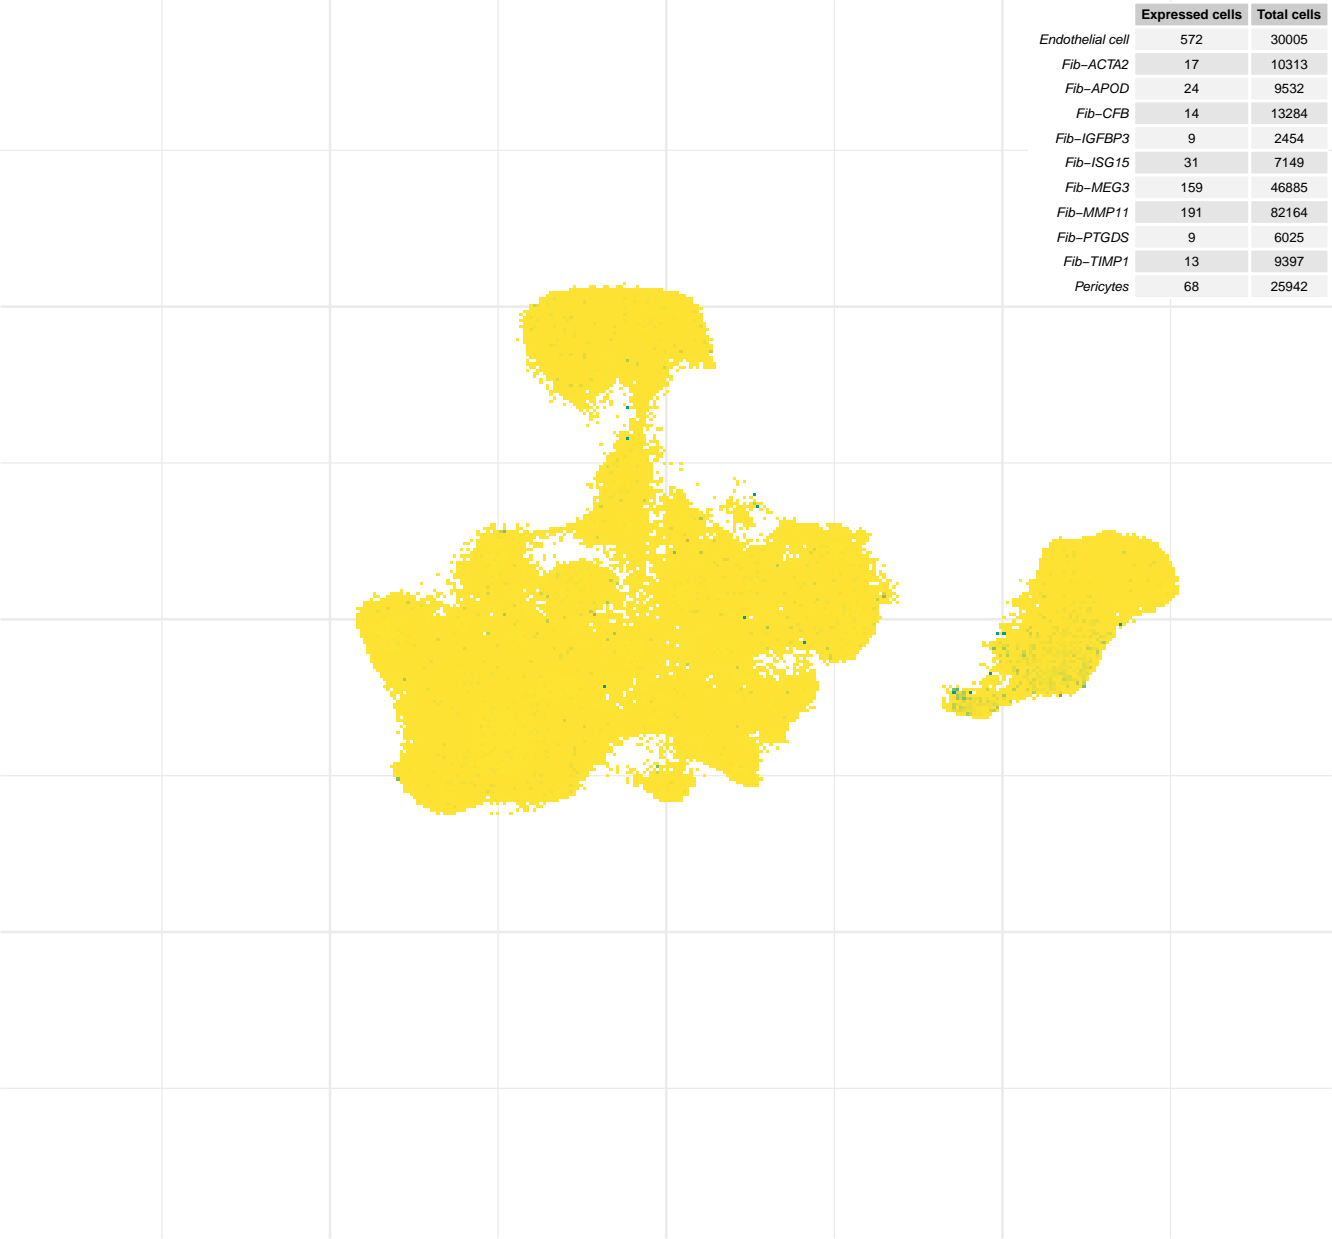 Expressed cells Total cells
Endothelial cell 572 30005
Fib−ACTA2 17 10313
Fib−APOD 24 9532
Fib−CFB 14 13284
Fib−IGFBP3 9 2454
Fib−ISG15 31 7149
Fib−MEG3 159 46885
Fib−MMP11 191 82164
Fib−PTGDS 9 6025
Fib−TIMP1 13 9397
Pericytes 68 25942